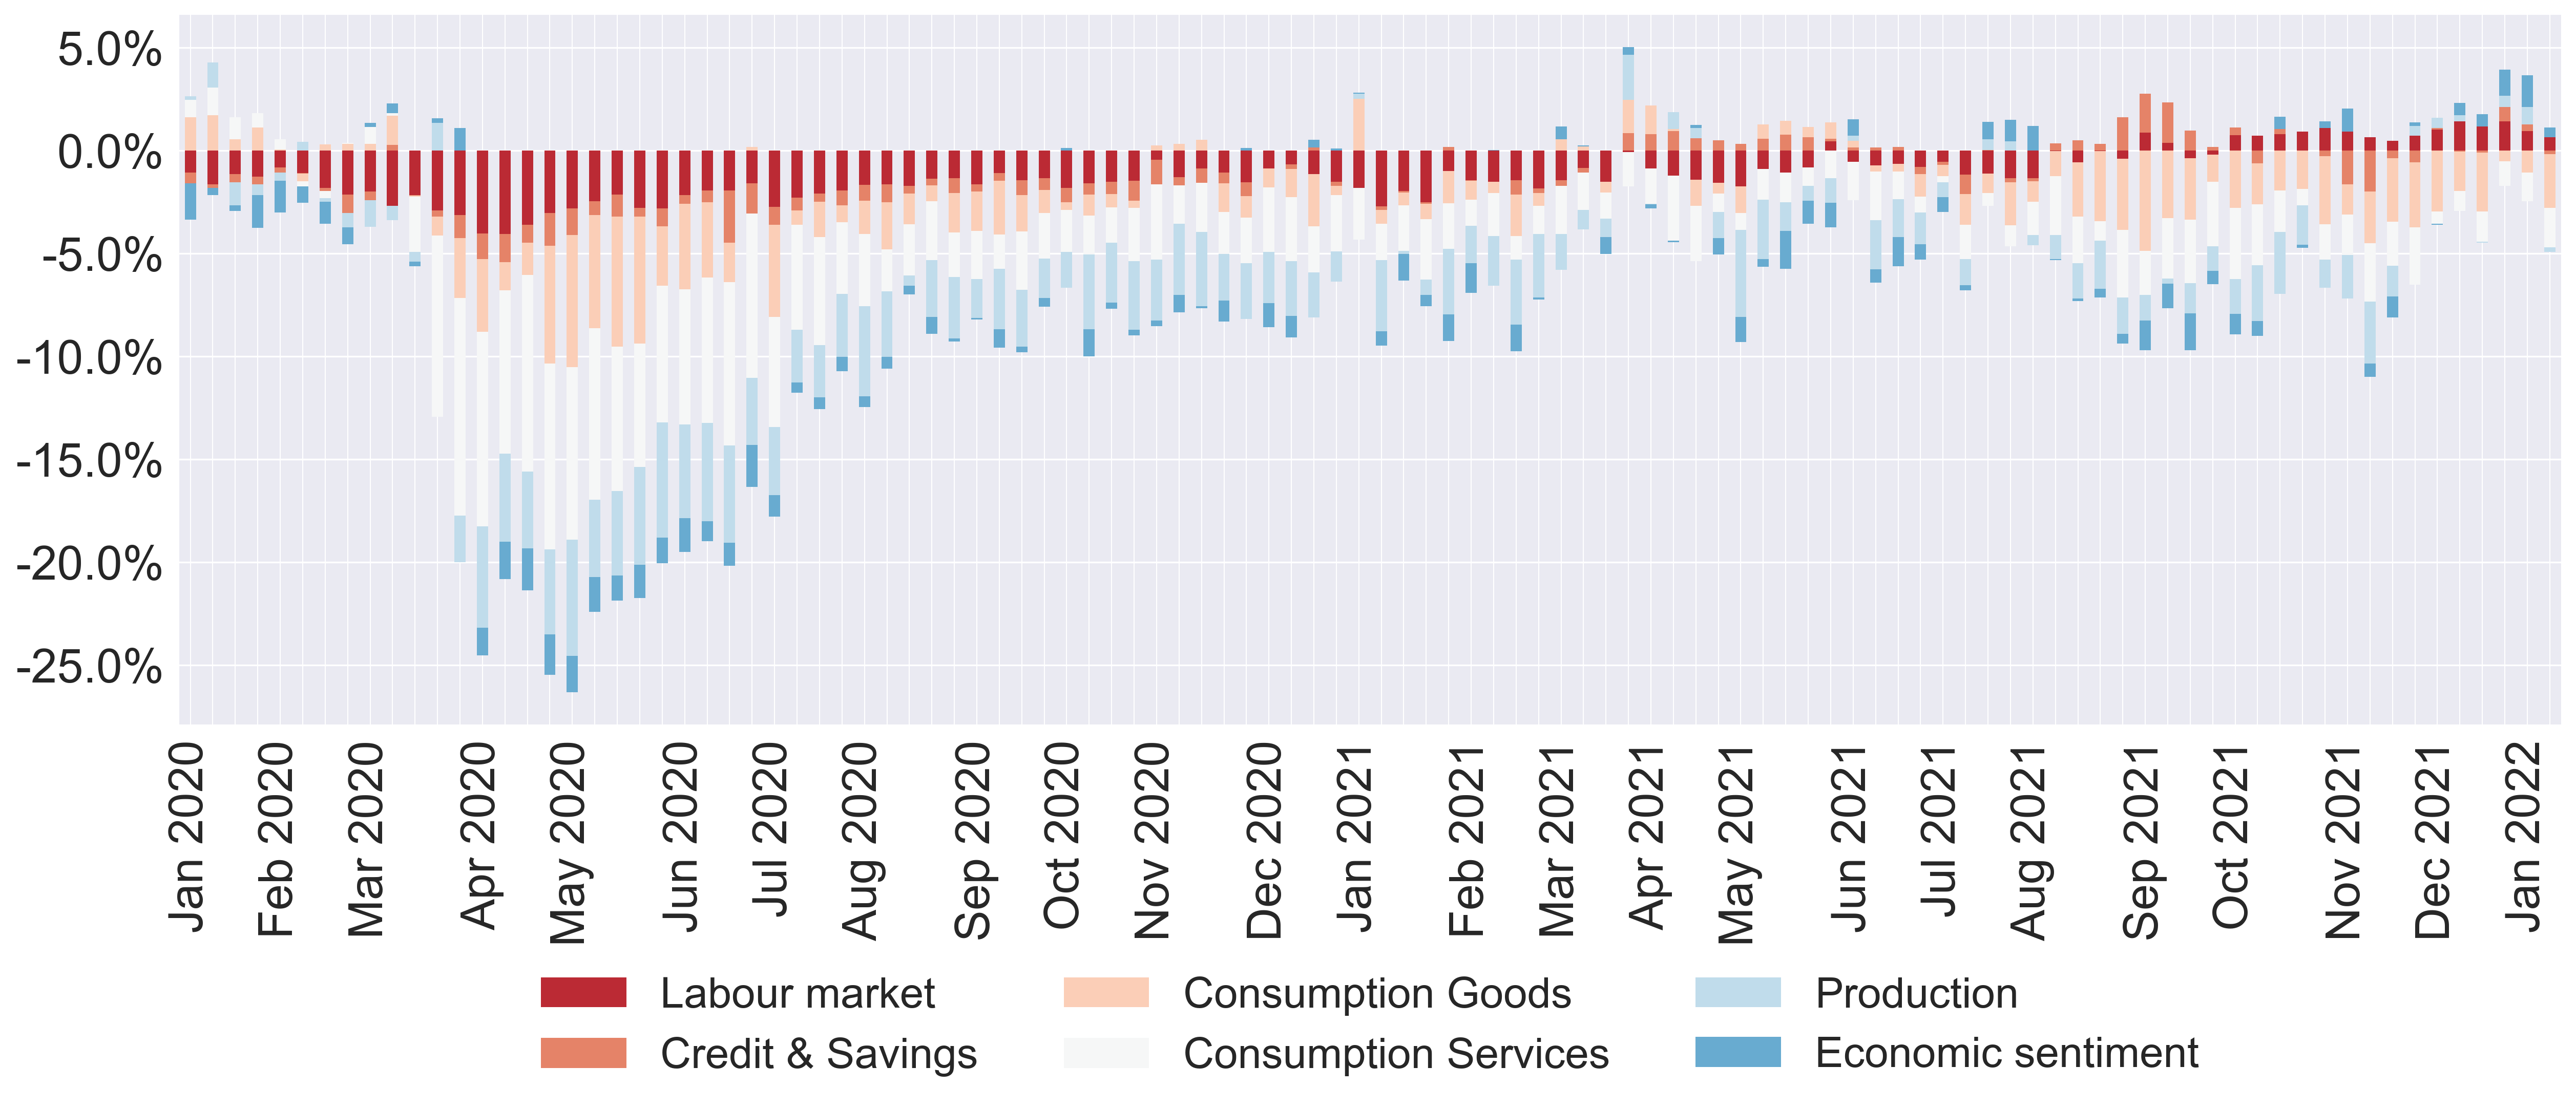 5.0%
0.0%
-5.0%
-10.0%
-15.0%
-20.0%
-25.0%
Jan 2020
Feb 2020
Mar 2020
Apr 2020
May 2020
Jun 2020
Jul 2020
Aug 2020
Sep 2020
Oct 2020
Nov 2020
Dec 2020
Jan 2021
Feb 2021
Mar 2021
Apr 2021
May 2021
Jun 2021
Jul 2021
Aug 2021
Sep 2021
Oct 2021
Nov 2021
Dec 2021
Jan 2022
Labour market
Consumption Goods
Production
Credit & Savings
Consumption Services
Economic sentiment